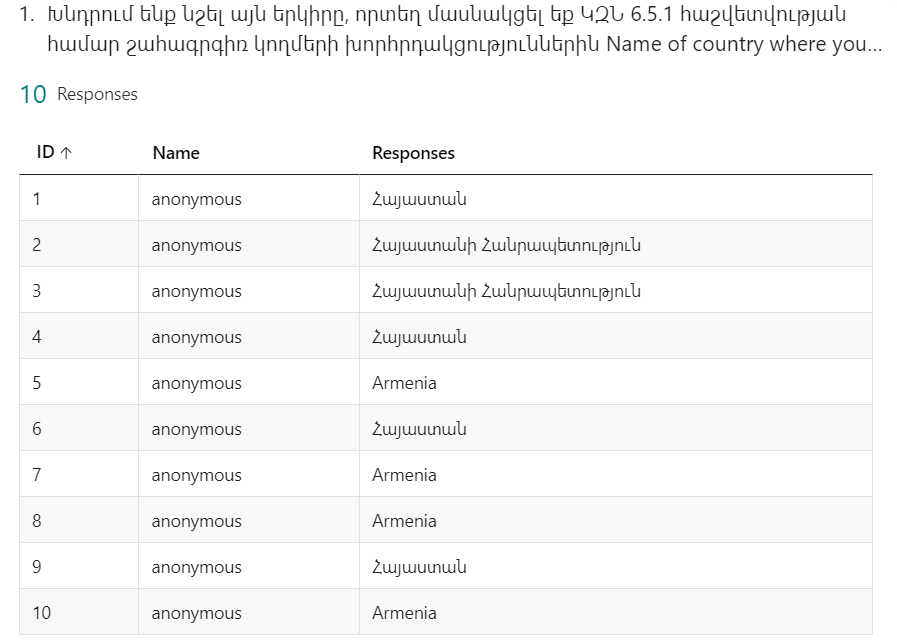 1. Խնդրում ենք նշել այն երկիրը, որտեղ մասնակցել եք ԿԶՆ 6.5.1 հաշվետվության
համար շահագրգիռ կողմերի խորհրդակցություններին Name of country where you...
10 Responses
ID ↑ Name Responses
1 anonymous Հայաստան
2 anonymous Հայաստանի Հանրապետություն
3 anonymous Հայաստանի Հանրապետություն
4 anonymous Հայաստան
5 anonymous Armenia
6 anonymous Հայաստան
7 anonymous Armenia
8 anonymous Armenia
9 anonymous Հայաստան
10 anonymous Armenia